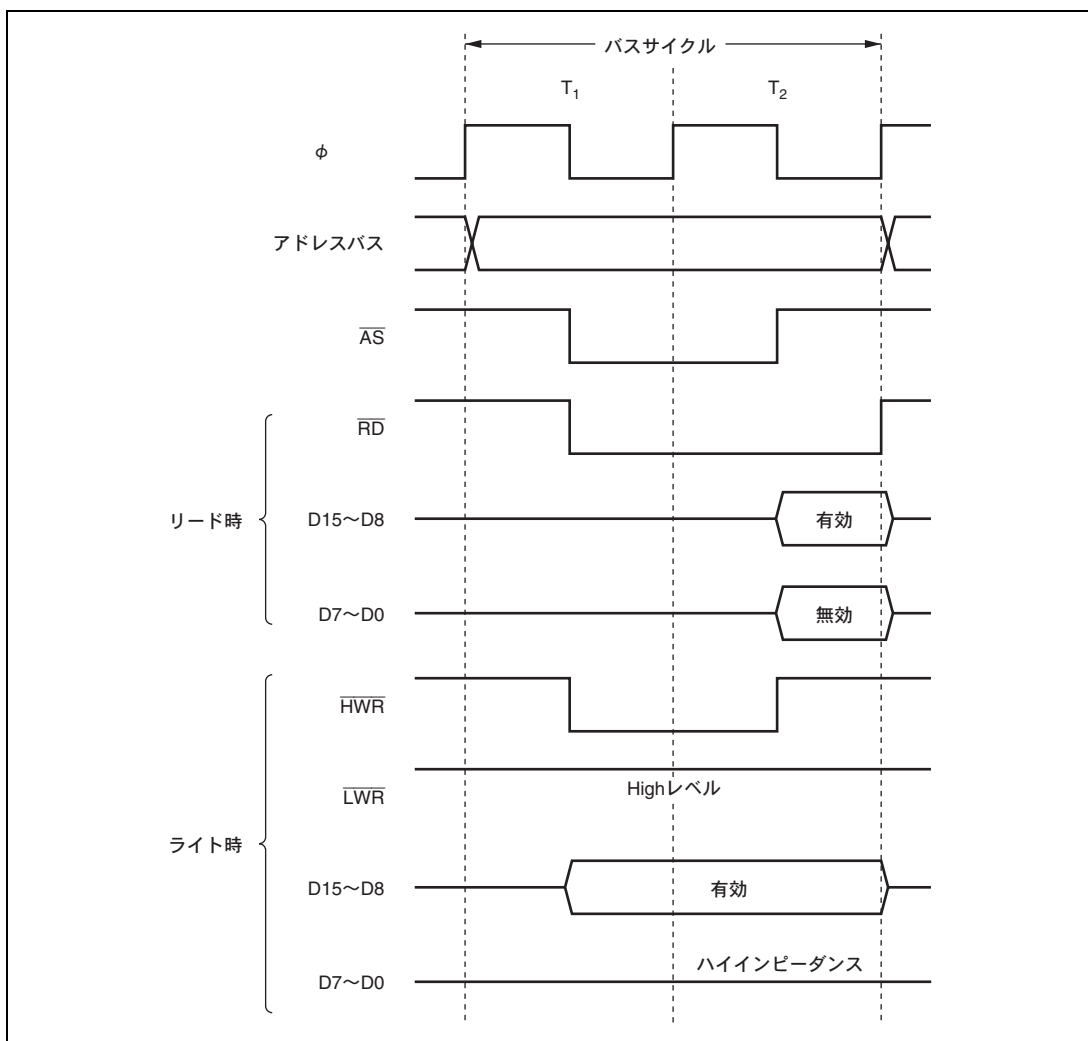 バスサイクル
T1 T2
φ
アドレスバス
AS
RD
リード時
D15～D8 有効
D7～D0 無効
HWR
LWR Highレベル
ライト時
D15～D8 有効
D7～D0 ハイインピーダンス